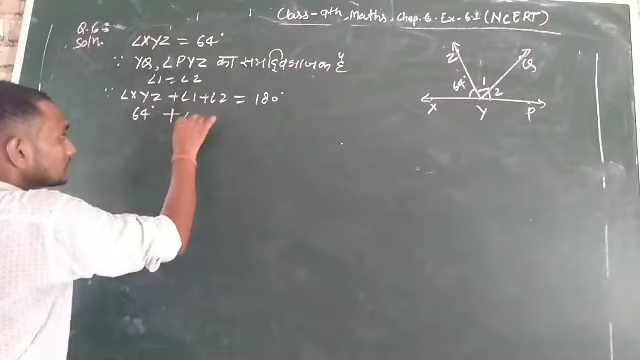 Class-9th, Maths, Chap. 6. Ex-6.1 (NCERT)
Q.6:
Soln.
∠XYZ = 64°
∵ YQ, ∠PYZ का समद्विभाजक है
∠1 = ∠2
∵ ∠XYZ + ∠1 + ∠2 = 180°
64° + ∠
Z
Q
64°
1
2
X
Y
P